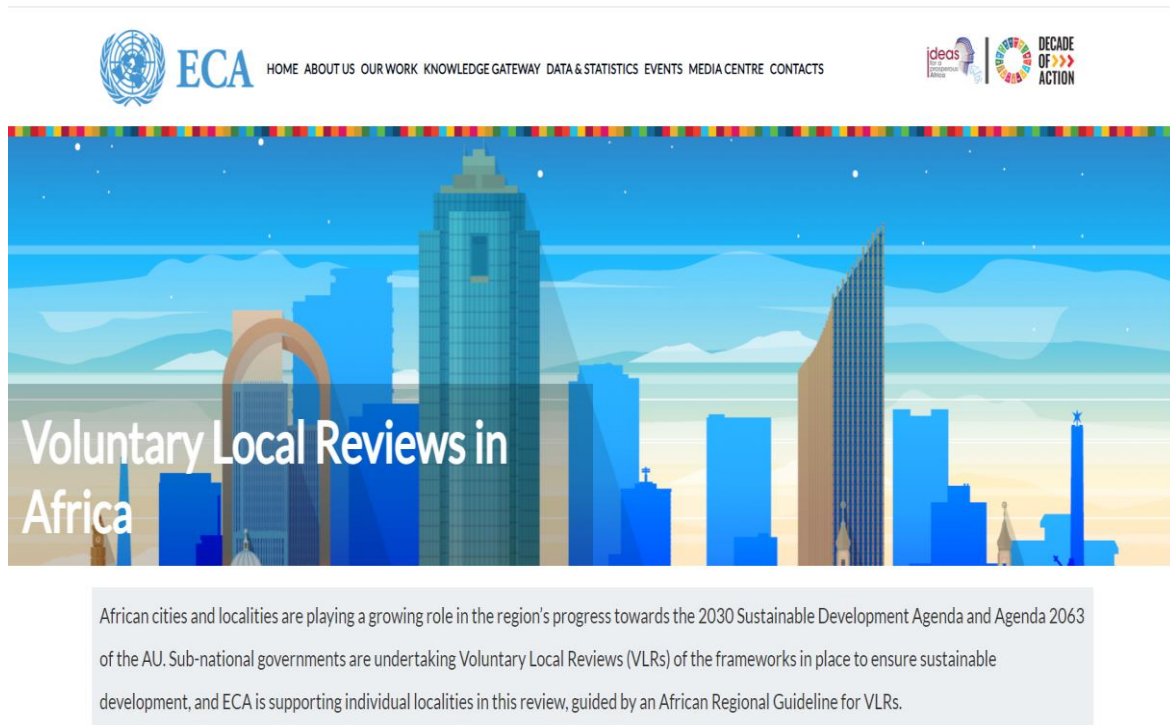 ECA
HOME ABOUT US OUR WORK KNOWLEDGE GATEWAY DATA & STATISTICS EVENTS MEDIA CENTRE CONTACTS
ideas
for a
prosperous
Africa
DECADE
OF>>>
ACTION
Voluntary Local Reviews in
Africa
African cities and localities are playing a growing role in the region's progress towards the 2030 Sustainable Development Agenda and Agenda 2063
of the AU. Sub-national governments are undertaking Voluntary Local Reviews (VLRs) of the frameworks in place to ensure sustainable
development, and ECA is supporting individual localities in this review, guided by an African Regional Guideline for VLRs.